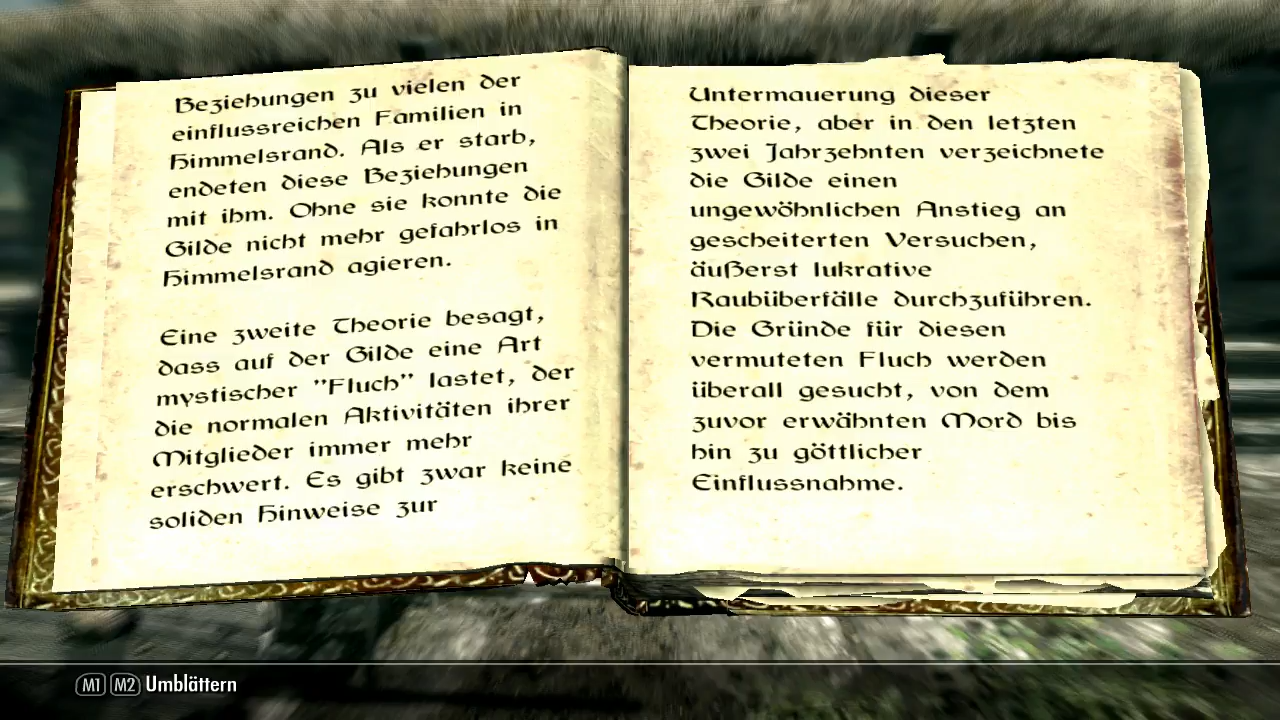 Beziehungen zu vielen der
einflussreichen Familien in
Himmelsrand. Als er starb,
endeten diese Beziehungen
mit ihm. Ohne sie konnte die
Gilde nicht mehr gefahrlos in
Himmelsrand agieren.
Eine zweite Theorie besagt,
dass auf der Gilde eine Art
mystischer "Fluch" lastet, der
die normalen Aktivitäten ihrer
Mitglieder immer mehr
erschwert. Es gibt zwar keine
soliden Hinweise zur
Untermauerung dieser
Theorie, aber in den letzten
zwei Jahrzehnten verzeichnete
die Gilde einen
ungewöhnlichen Anstieg an
gescheiterten Versuchen,
äußerst lukrative
Raubüberfälle durchzuführen.
Die Gründe für diesen
vermuteten Fluch werden
überall gesucht, von dem
zuvor erwähnten Mord bis
hin zu göttlicher
Einflussnahme.
M1 M2 Umblättern